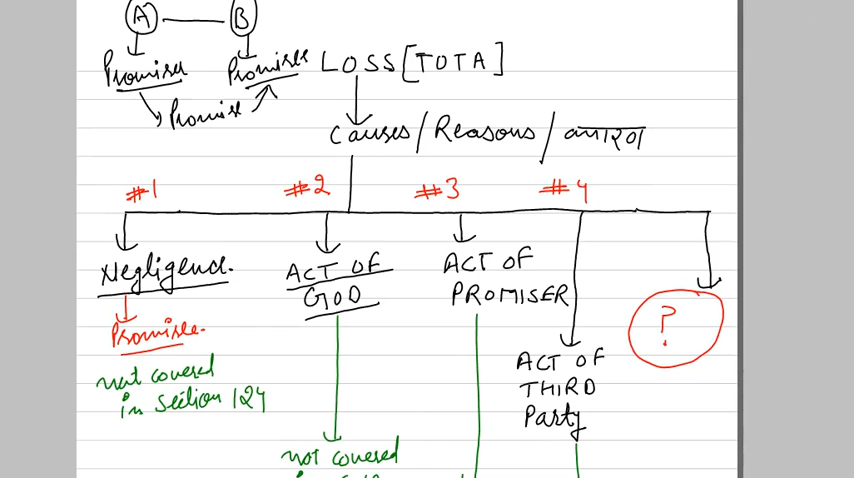 A B
Promiser Promisee LOSS [TOTA]
Promise
Causes / Reasons / कारण
#1 #2 #3 #4
Negligence.
ACT OF
GOD
ACT OF
PROMISER
?
Promisee.
ACT OF
THIRD
Party
not covered
in section 124
not covered